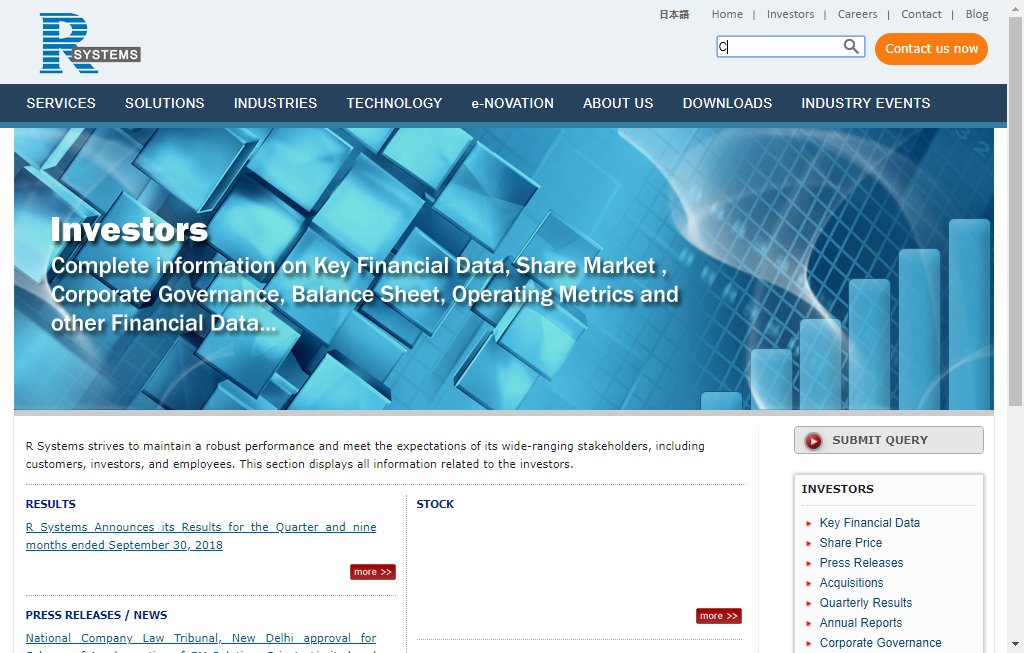 R SYSTEMS
日本語 Home | Investors | Careers | Contact | Blog
C
Contact us now
SERVICES SOLUTIONS INDUSTRIES TECHNOLOGY e-NOVATION ABOUT US DOWNLOADS INDUSTRY EVENTS
Investors
Complete information on Key Financial Data, Share Market ,
Corporate Governance, Balance Sheet, Operating Metrics and
other Financial Data...
R Systems strives to maintain a robust performance and meet the expectations of its wide-ranging stakeholders, including
customers, investors, and employees. This section displays all information related to the investors.
RESULTS
R Systems Announces its Results for the Quarter and nine
months ended September 30, 2018
more >>
PRESS RELEASES / NEWS
National Company Law Tribunal, New Delhi approval for
STOCK
more >>
SUBMIT QUERY
INVESTORS
Key Financial Data
Share Price
Press Releases
Acquisitions
Quarterly Results
Annual Reports
Corporate Governance